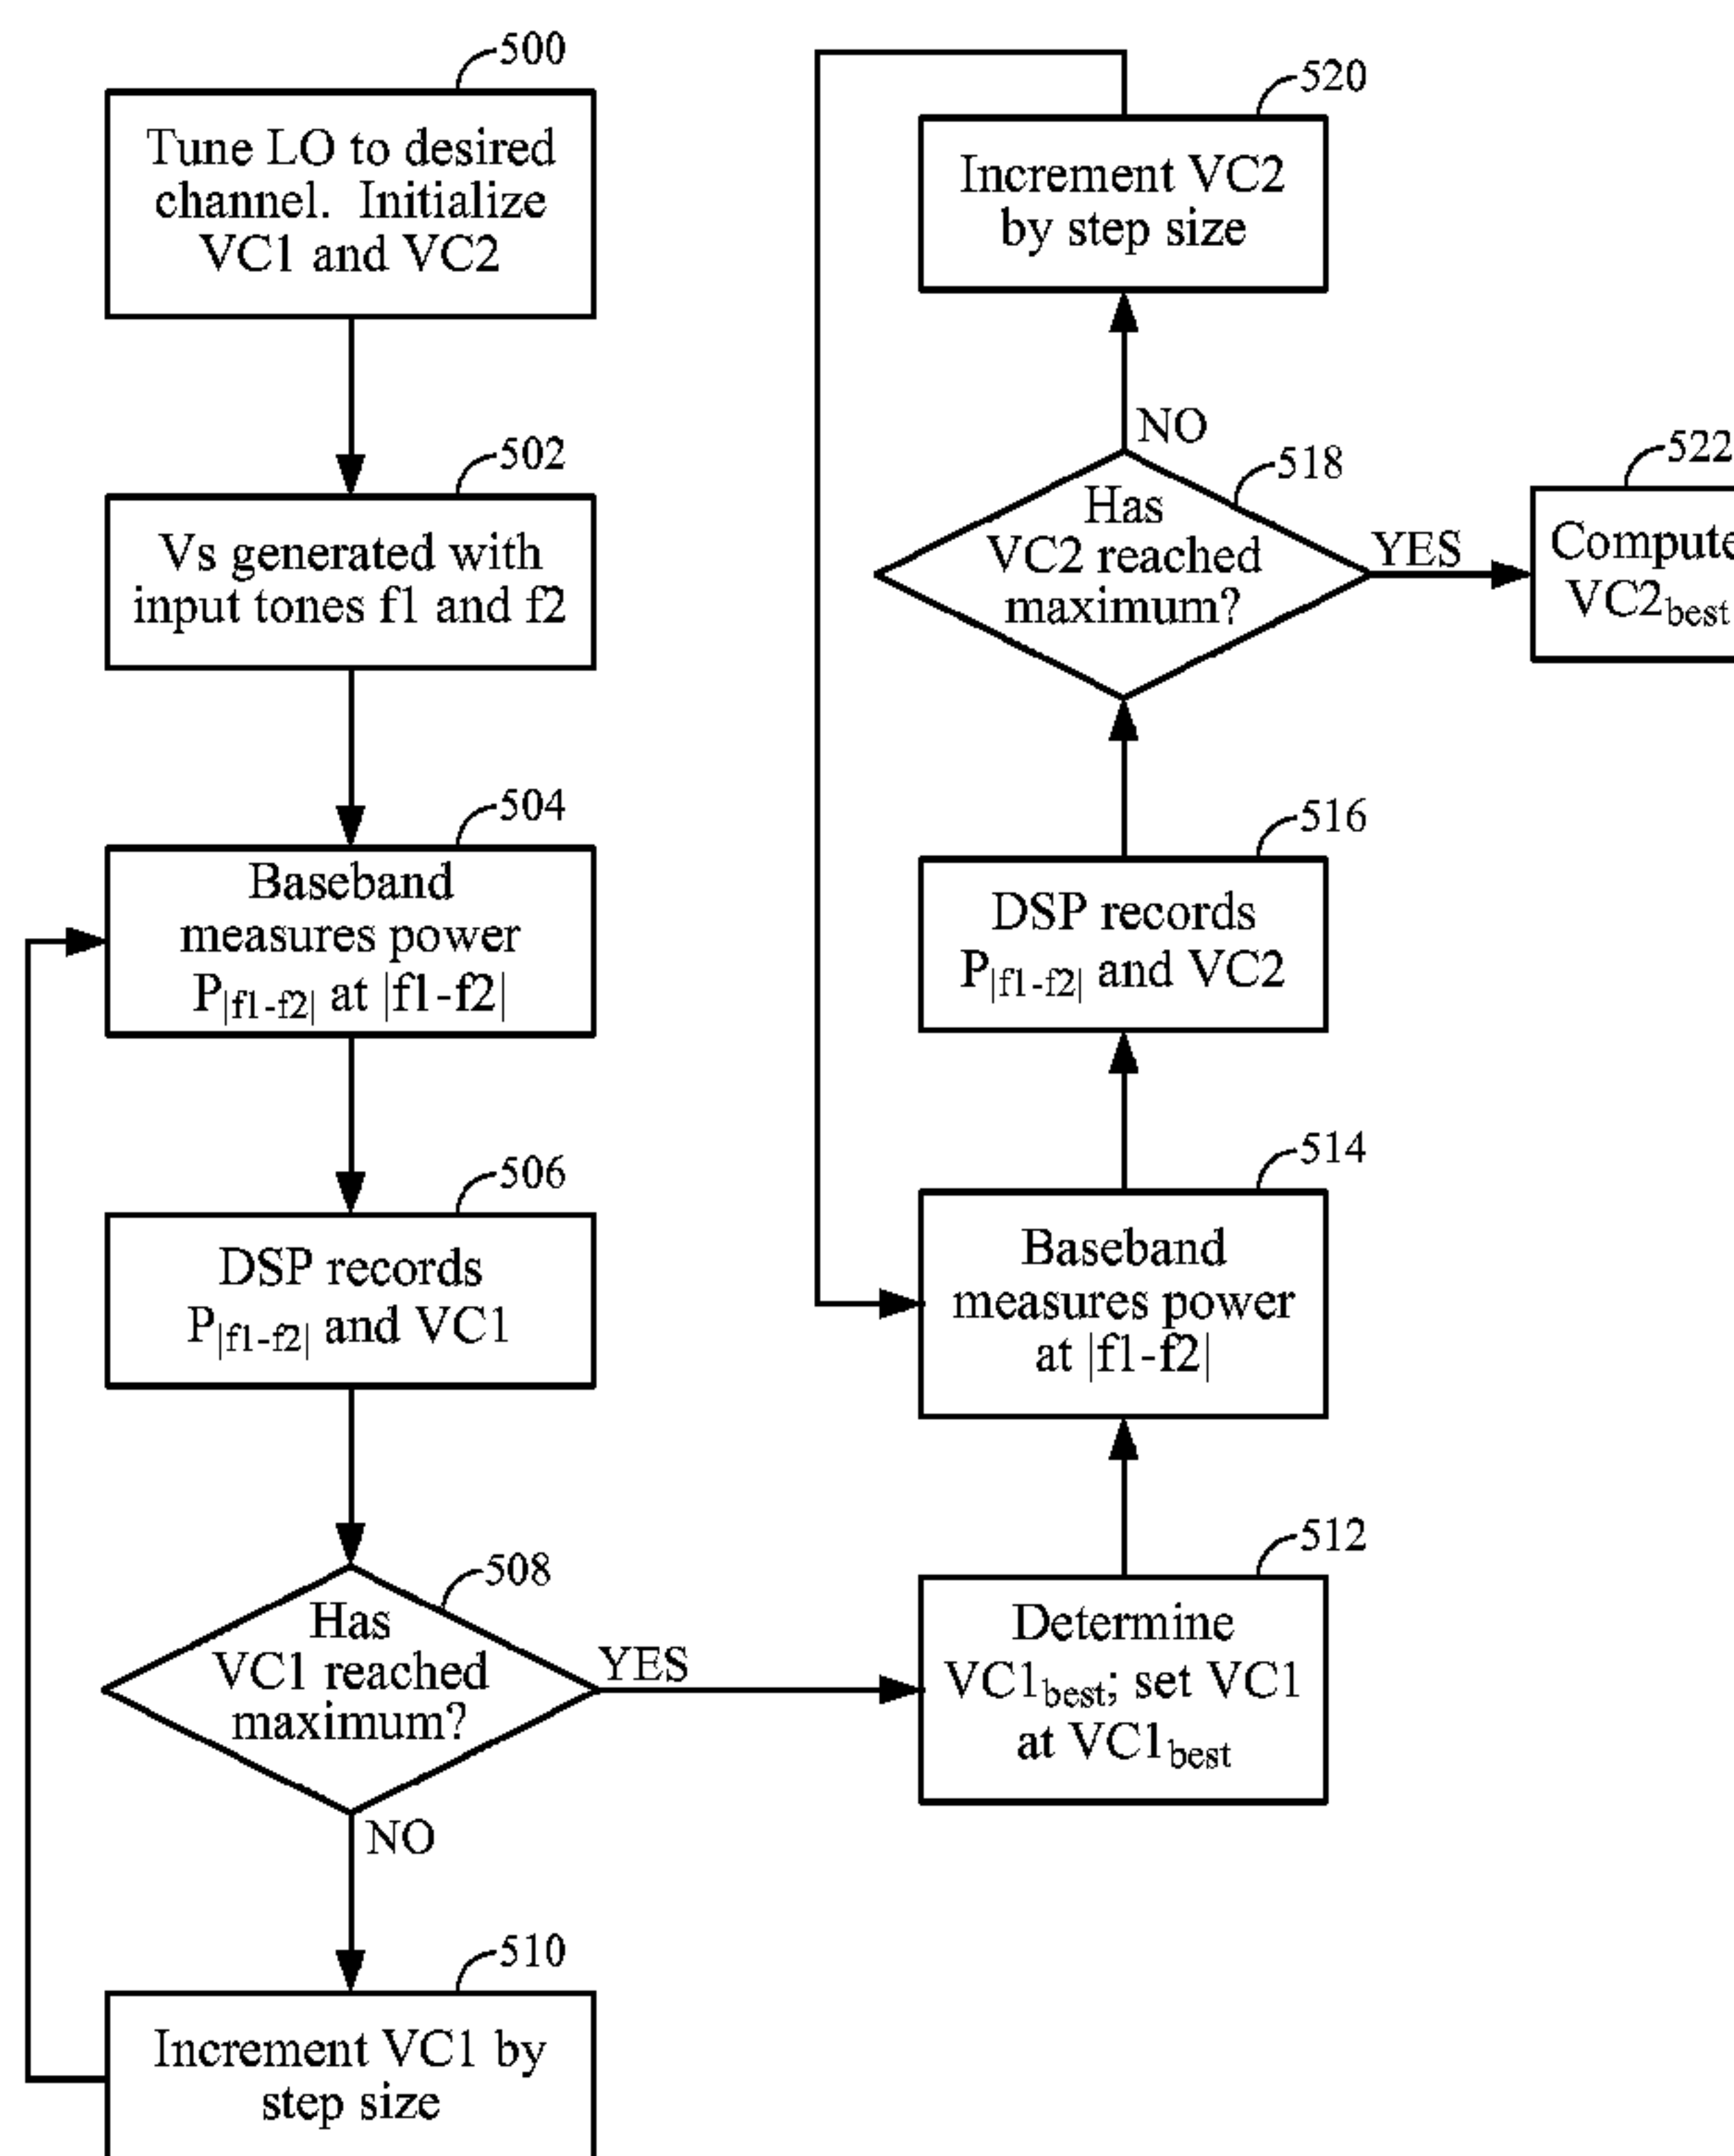 500
Tune LO to desired
channel. Initialize
VC1 and VC2
502
Vs generated with
input tones f1 and f2
504
Baseband
measures power
P|f1-f2| at |f1-f2|
506
DSP records
P|f1-f2| and VC1
508
Has
VC1 reached
maximum?
YES
NO
510
Increment VC1 by
step size
512
Determine
VC1best; set VC1
at VC1best
514
Baseband
measures power
at |f1-f2|
516
DSP records
P|f1-f2| and VC2
518
Has
VC2 reached
maximum?
NO
YES
520
Increment VC2
by step size
522
Compute
VC2best